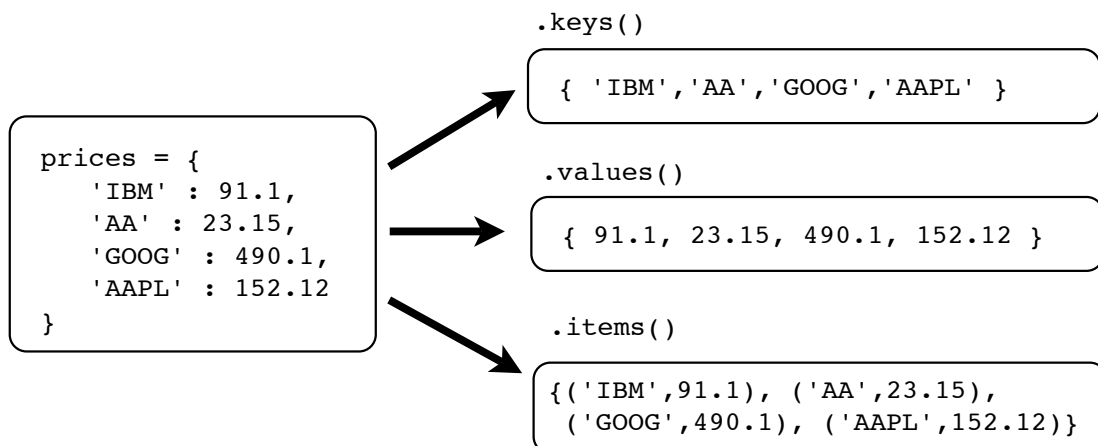 prices = {
'IBM' : 91.1,
'AA' : 23.15,
'GOOG' : 490.1,
'AAPL' : 152.12
}
.keys()
{ 'IBM','AA','GOOG','AAPL' }
.values()
{ 91.1, 23.15, 490.1, 152.12 }
.items()
{('IBM',91.1), ('AA',23.15),
('GOOG',490.1), ('AAPL',152.12)}